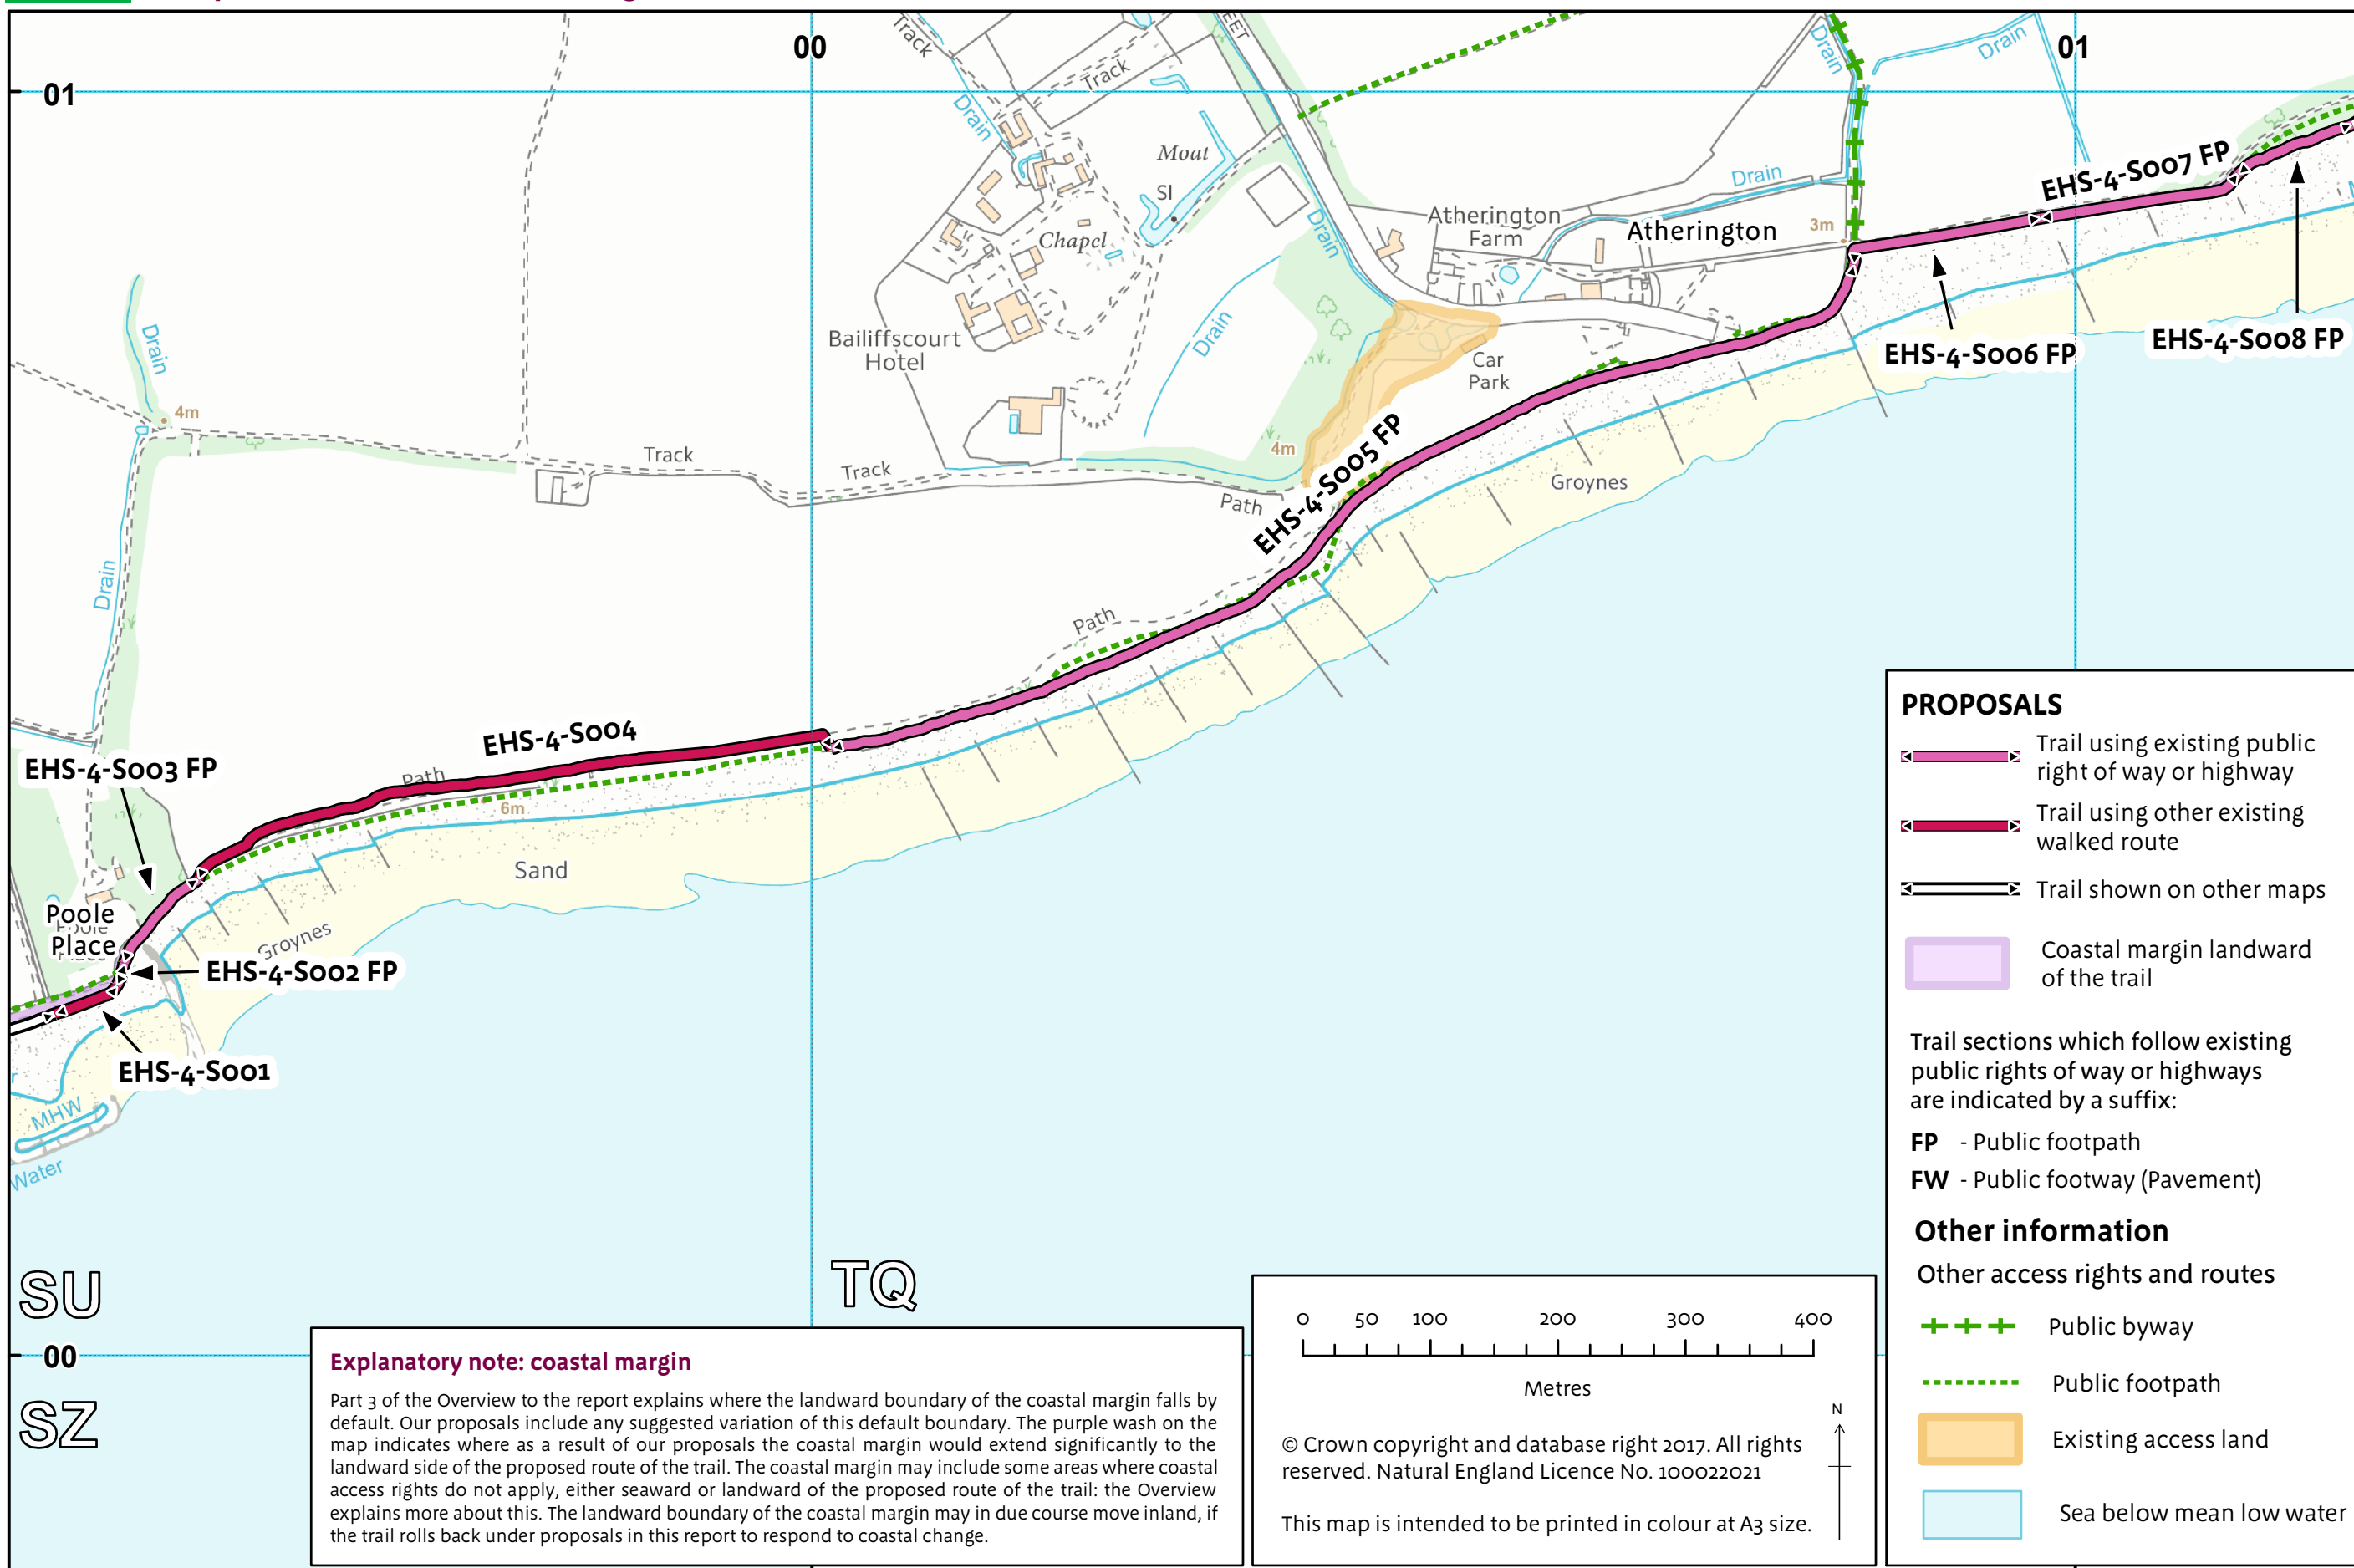 00
01
01
Track
EET
Drain
Drain
Track
Drain
Moat
SI
Drain
EHS-4-S007 FP
Atherington
Farm
Atherington
3m
Chapel
Drain
Drain
Bailiffscourt
Hotel
Drain
Car
Park
EHS-4-S006 FP
EHS-4-S008 FP
4m
Track
Track
4m
Path
EHS-4-S005 FP
Groynes
Drain
Path
EHS-4-S004
EHS-4-S003 FP
Path
6m
Sand
Poole
Place
Groynes
EHS-4-S002 FP
EHS-4-S001
MHW
Water
SU
TQ
00
SZ
Explanatory note: coastal margin
Part 3 of the Overview to the report explains where the landward boundary of the coastal margin falls by
default. Our proposals include any suggested variation of this default boundary. The purple wash on the
map indicates where as a result of our proposals the coastal margin would extend significantly to the
landward side of the proposed route of the trail. The coastal margin may include some areas where coastal
access rights do not apply, either seaward or landward of the proposed route of the trail: the Overview
explains more about this. The landward boundary of the coastal margin may in due course move inland, if
the trail rolls back under proposals in this report to respond to coastal change.
0 50 100 200 300 400
Metres
N
© Crown copyright and database right 2017. All rights
reserved. Natural England Licence No. 100022021
This map is intended to be printed in colour at A3 size.
PROPOSALS
Trail using existing public
right of way or highway
Trail using other existing
walked route
Trail shown on other maps
Coastal margin landward
of the trail
Trail sections which follow existing
public rights of way or highways
are indicated by a suffix:
FP - Public footpath
FW - Public footway (Pavement)
Other information
Other access rights and routes
Public byway
Public footpath
Existing access land
Sea below mean low water